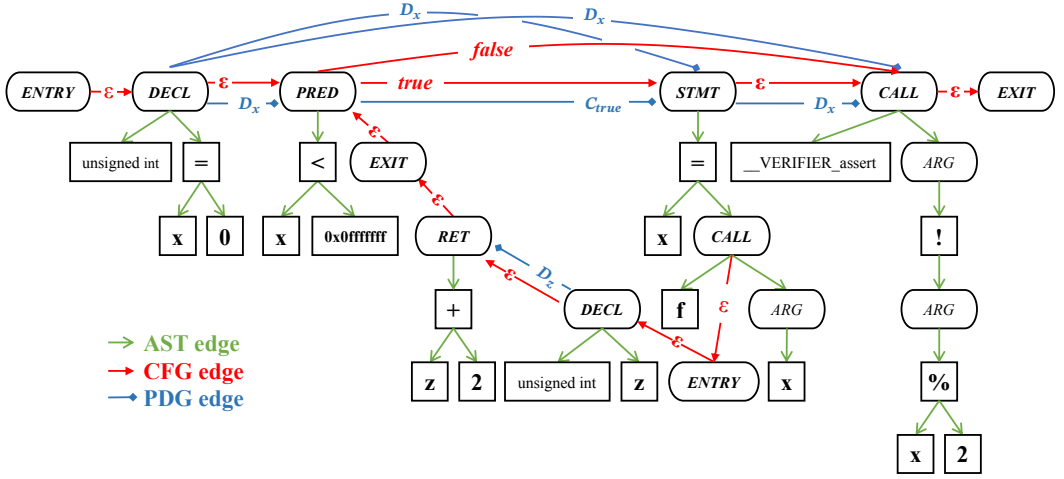 D_x D_x
false
ENTRY ε DECL ε PRED true STMT ε CALL ε EXIT
D_x C_true D_x
unsigned int = < ε EXIT = __VERIFIER_assert ARG
x 0 x 0x0fffffff ε RET x CALL !
D_z
ε DECL f ε ARG ARG
+
AST edge
ε
CFG edge z 2 unsigned int z ENTRY x %
PDG edge
x 2